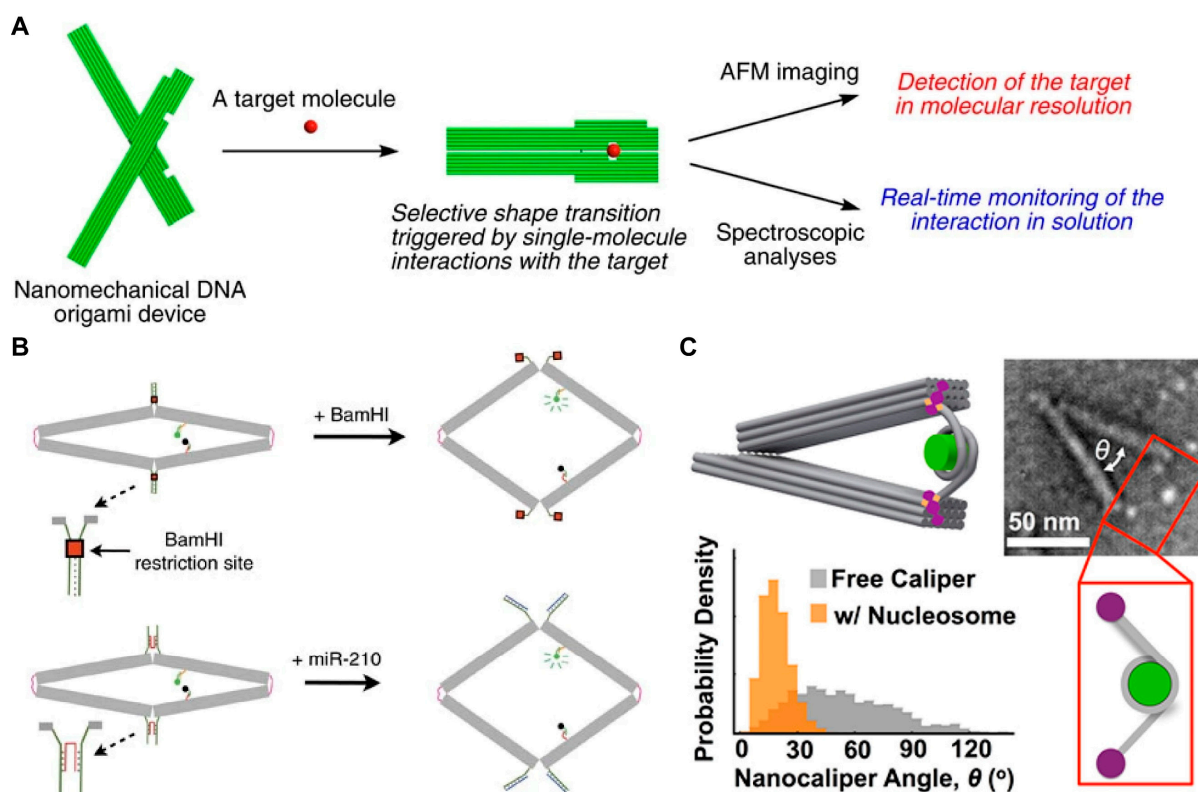 A
A target molecule
Nanomechanical DNA
origami device
Selective shape transition
triggered by single-molecule
interactions with the target
AFM imaging
Detection of the target
in molecular resolution
Spectroscopic
analyses
Real-time monitoring of the
interaction in solution
B
+ BamHI
BamHI
restriction site
+ miR-210
C
θ
50 nm
Probability Density
Free Caliper
w/ Nucleosome
0 30 60 90 120
Nanocaliper Angle, θ (º)